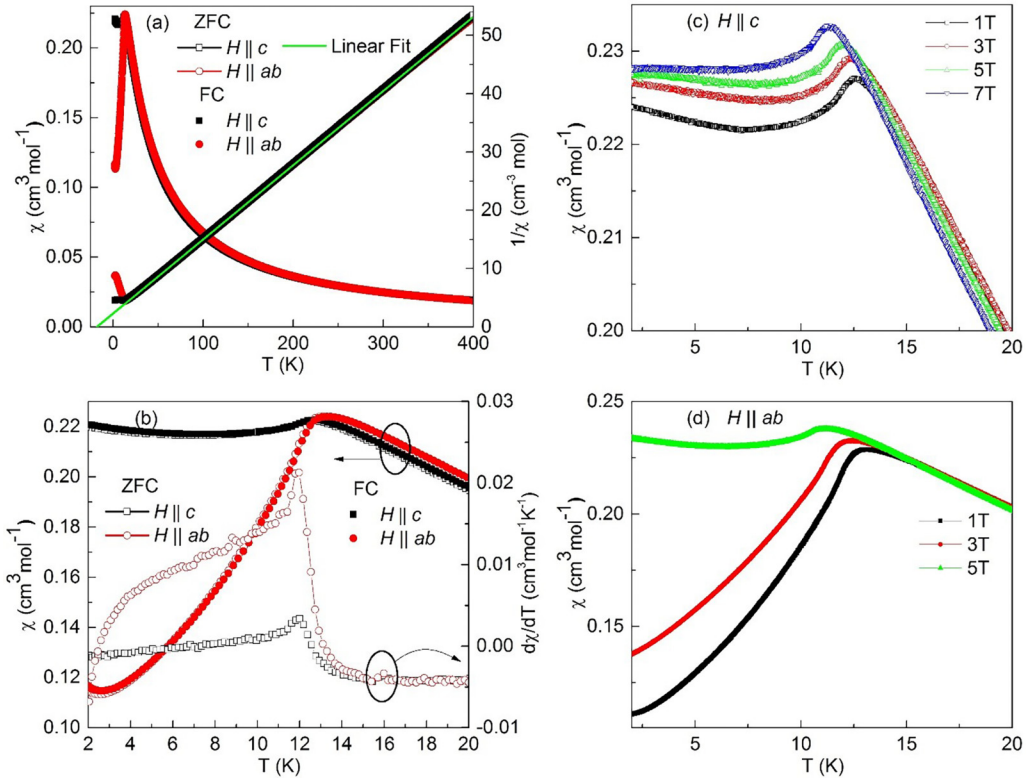 (a)
ZFC
H || c
H || ab
Linear Fit
FC
H || c
H || ab
χ (cm³mol⁻¹)
0.20
0.15
0.10
0.05
0.00
1/χ (cm⁻³ mol)
50
40
30
20
10
0
0 100 200 300 400
T (K)
(c) H || c
1T
3T
5T
7T
χ (cm³mol⁻¹)
0.23
0.22
0.21
0.20
5 10 15 20
T (K)
(b)
ZFC
H || c
H || ab
FC
H || c
H || ab
χ (cm³mol⁻¹)
0.22
0.20
0.18
0.16
0.14
0.12
0.10
dχ/dT (cm³mol⁻¹K⁻¹)
0.03
0.02
0.01
0.00
-0.01
2 4 6 8 10 12 14 16 18 20
T (K)
(d) H || ab
1T
3T
5T
χ (cm³mol⁻¹)
0.25
0.20
0.15
5 10 15 20
T (K)